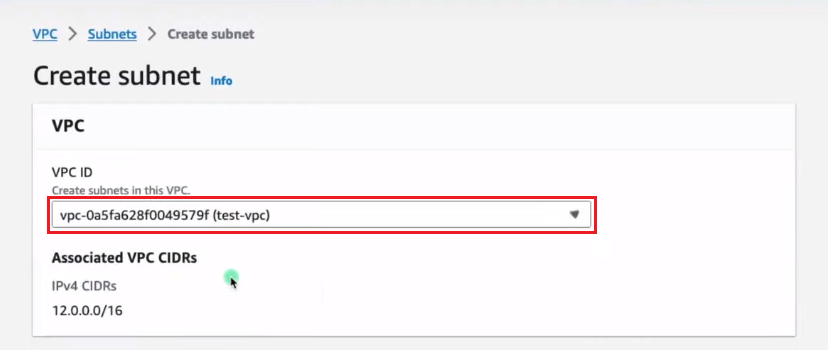 VPC > Subnets > Create subnet
Create subnet Info
VPC
VPC ID
Create subnets in this VPC.
vpc-0a5fa628f0049579f (test-vpc)
Associated VPC CIDRs
IPv4 CIDRs
12.0.0.0/16